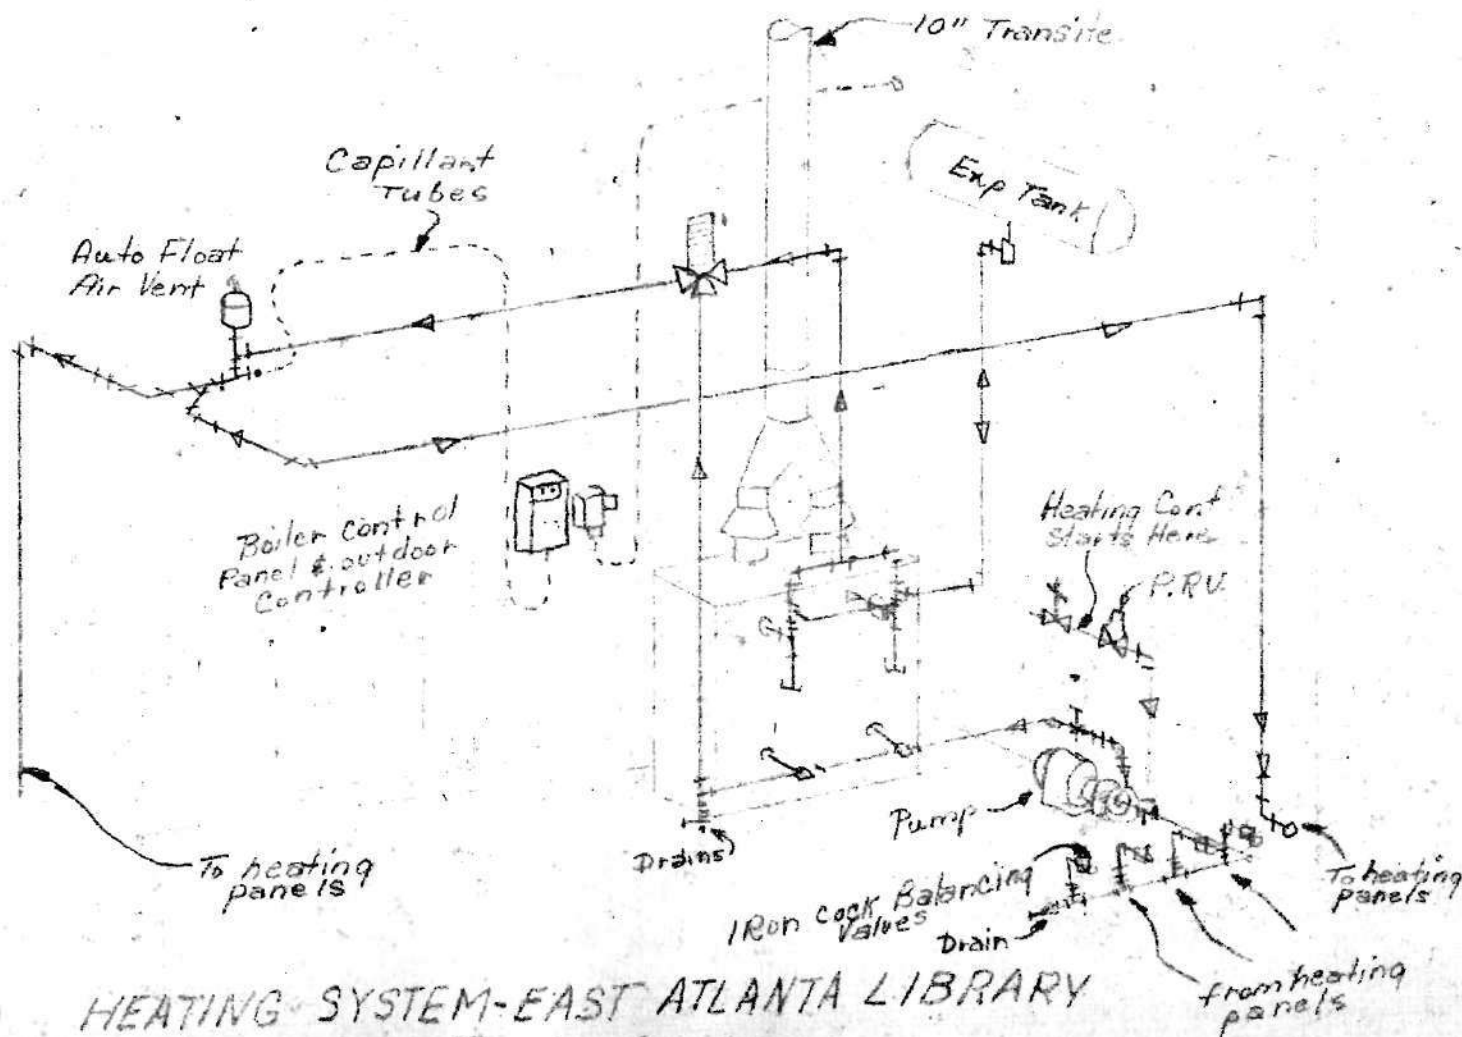 10" Transite
Capillant
Tubes
Exp Tank
Auto Float
Air Vent
Boiler Control
Panel & outdoor
Controller
Heating Cont
Starts Here
P.RV.
Pump
To heating
panels
Drains
IRon Cock Balancing
Valves
Drain
To heating
panels
from heating
panels
HEATING SYSTEM-EAST ATLANTA LIBRARY